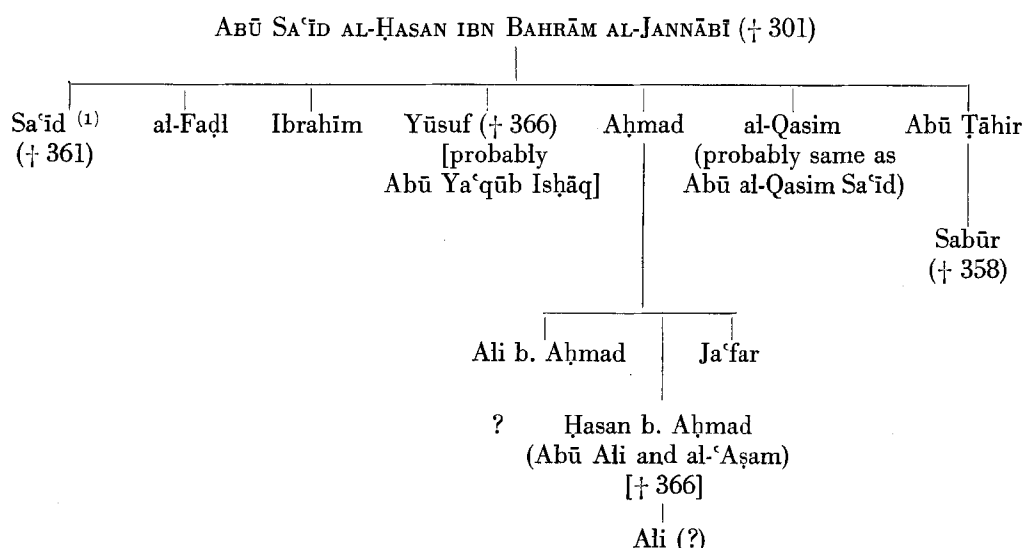 ABŪ SAʿĪD AL-ḤASAN IBN BAHRĀM AL-JANNĀBĪ († 301)
Saʿīd (1) al-Faḍl Ibrahīm Yūsuf († 366) Aḥmad al-Qasim Abū Ṭāhir
(† 361) [probably (probably same as
Abū Yaʿqūb Isḥāq] Abū al-Qasim Saʿīd)
Sabūr
(† 358)
Ali b. Aḥmad Jaʿfar
? Ḥasan b. Aḥmad
(Abū Ali and al-ʿAṣam)
[† 366]
Ali (?)